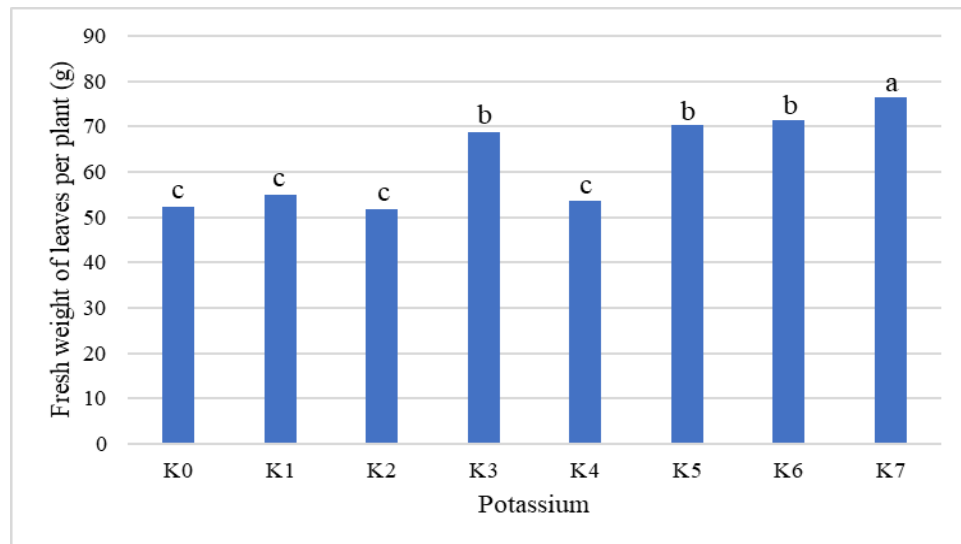 Fresh weight of leaves per plant (g)
90
80
70
60
50
40
30
20
10
0
c
c
c
b
c
b
b
a
K0 K1 K2 K3 K4 K5 K6 K7
Potassium